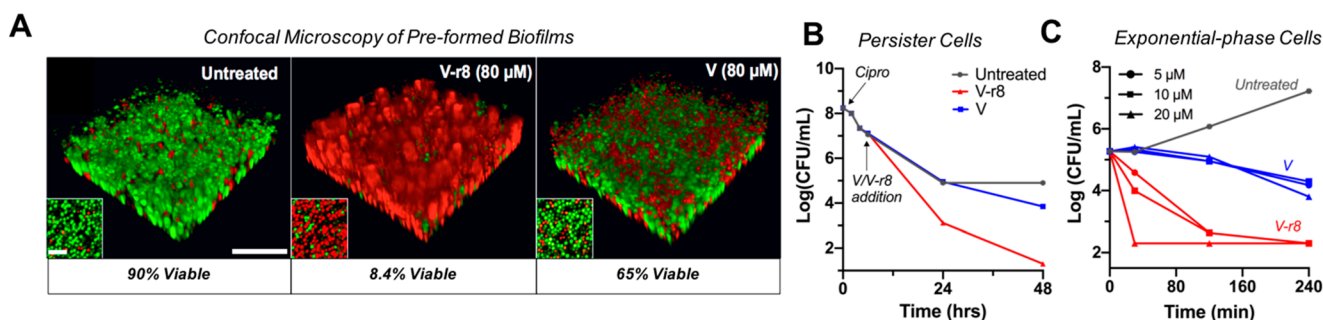 A
Confocal Microscopy of Pre-formed Biofilms
Untreated
V-r8 (80 µM)
V (80 µM)
90% Viable
8.4% Viable
65% Viable
B
Persister Cells
Cipro
Untreated
V-r8
V
V/V-r8
addition
Log(CFU/mL)
10
8
6
4
2
0
0
24
48
Time (hrs)
C
Exponential-phase Cells
5 µM
10 µM
20 µM
Untreated
V
V-r8
Log (CFU/mL)
8
6
4
2
0
80
160
240
Time (min)